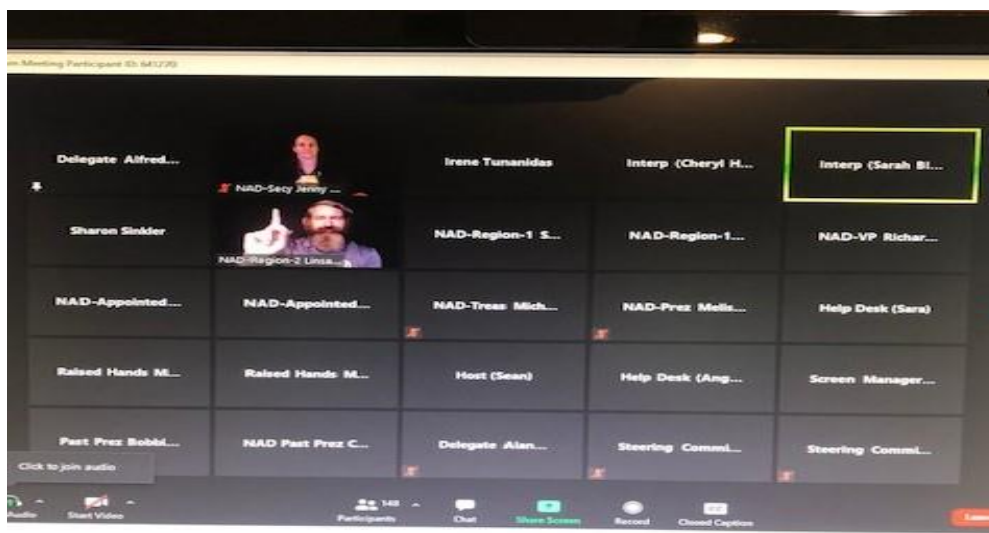 Meeting Participant ID: 641270
Delegate Alfred...
NAD-Secy Jenny ...
Irene Tunanidas
Interp (Cheryl H...
Interp (Sarah Bl...
Sharon Sinkler
NAD-Region-2 Linsa...
NAD-Region-1 S...
NAD-Region-1...
NAD-VP Richar...
NAD-Appointed...
NAD-Appointed...
NAD-Treas Mich...
NAD-Prez Melis...
Help Desk (Sara)
Raised Hands M...
Raised Hands M...
Host (Sean)
Help Desk (Ang...
Screen Manager...
Past Prez Bobbi...
NAD Past Prez C...
Delegate Alan...
Steering Commi...
Steering Commi...
Click to join audio
Audio
Start Video
148
Participants
Chat
Share Screen
Record
CC
Closed Caption